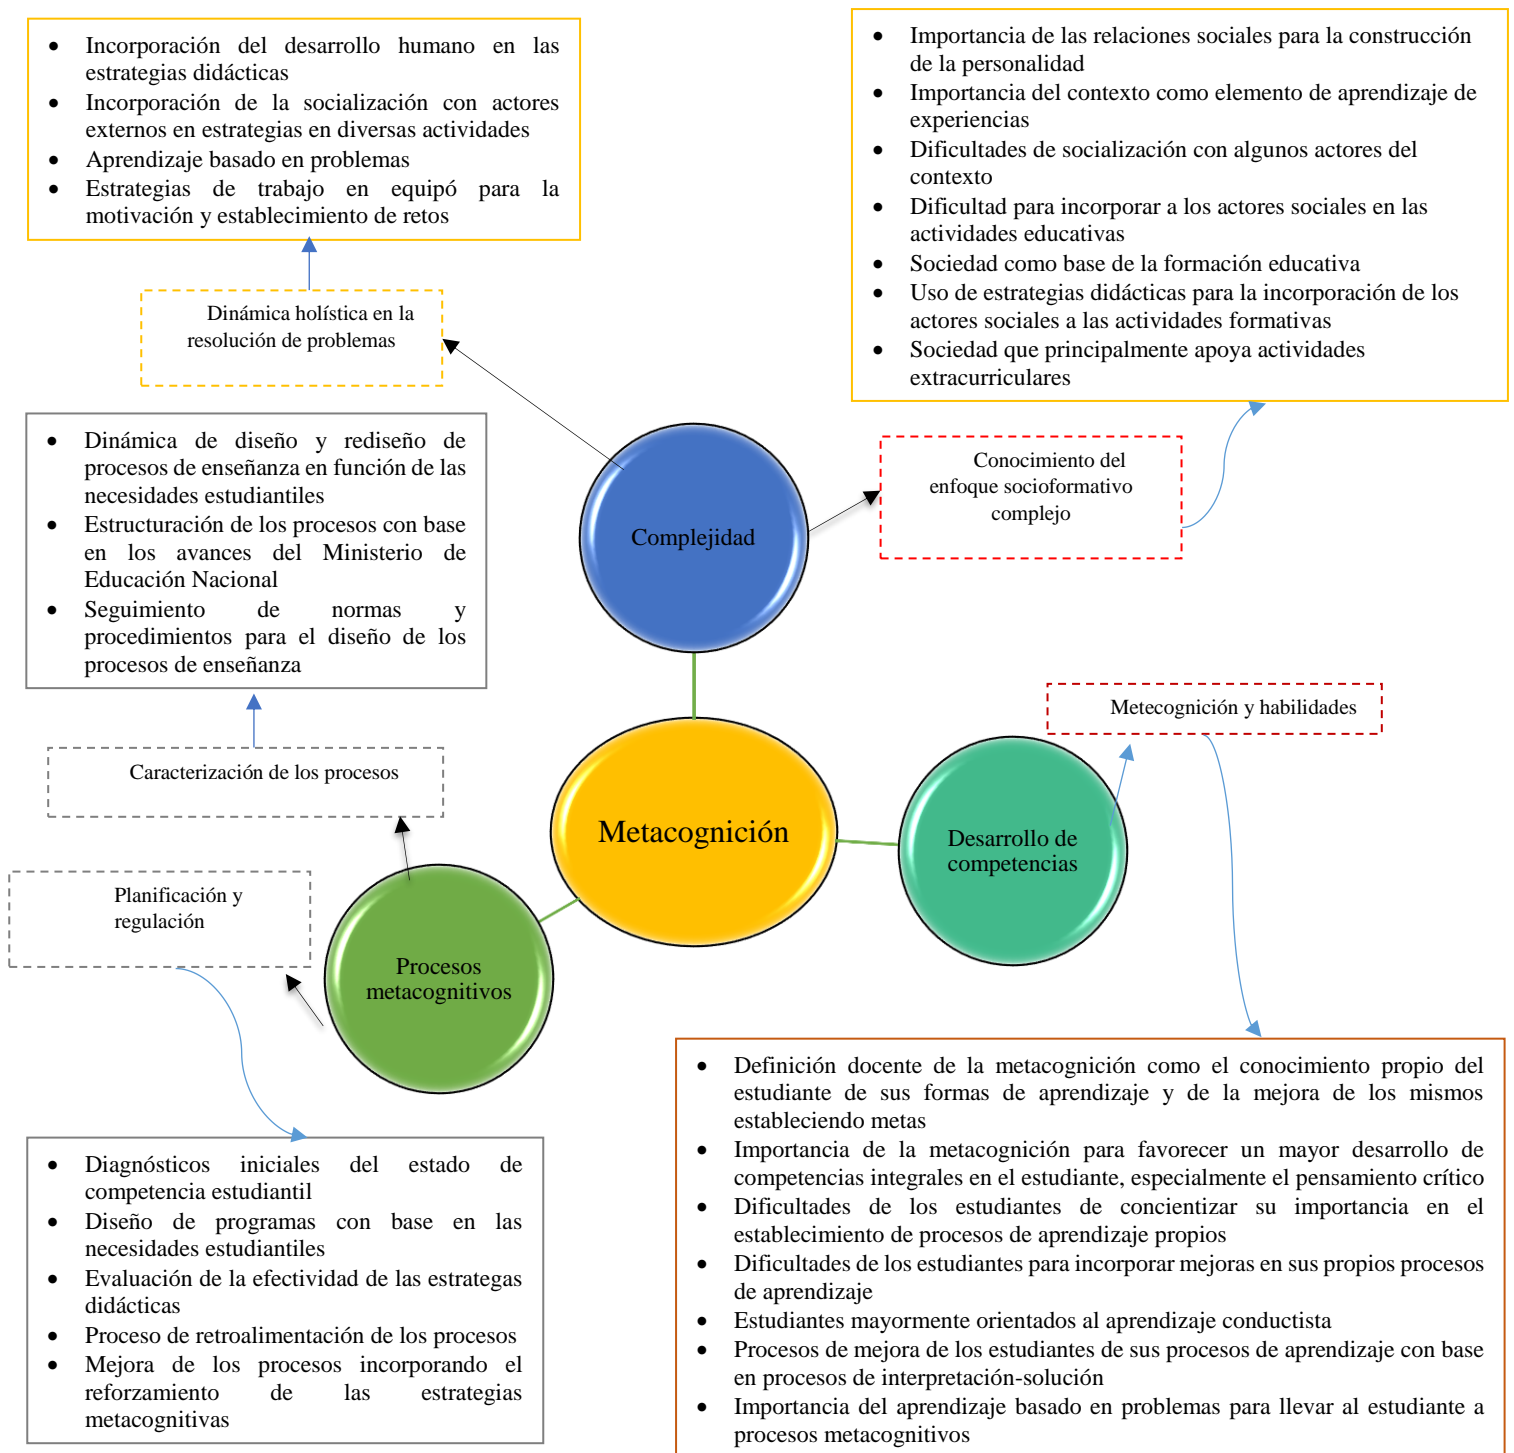 • Incorporación del desarrollo humano en las
estrategias didácticas
• Incorporación de la socialización con actores
externos en estrategias en diversas actividades
• Aprendizaje basado en problemas
• Estrategias de trabajo en equipó para la
motivación y establecimiento de retos
• Importancia de las relaciones sociales para la construcción
de la personalidad
• Importancia del contexto como elemento de aprendizaje de
experiencias
• Dificultades de socialización con algunos actores del
contexto
• Dificultad para incorporar a los actores sociales en las
actividades educativas
• Sociedad como base de la formación educativa
• Uso de estrategias didácticas para la incorporación de los
actores sociales a las actividades formativas
• Sociedad que principalmente apoya actividades
extracurriculares
Dinámica holística en la
resolución de problemas
• Dinámica de diseño y rediseño de
procesos de enseñanza en función de las
necesidades estudiantiles
• Estructuración de los procesos con base
en los avances del Ministerio de
Educación Nacional
• Seguimiento de normas y
procedimientos para el diseño de los
procesos de enseñanza
Conocimiento del
enfoque socioformativo
complejo
Complejidad
Metecognición y habilidades
Caracterización de los procesos
Metacognición
Desarrollo de
competencias
Planificación y
regulación
Procesos
metacognitivos
• Diagnósticos iniciales del estado de
competencia estudiantil
• Diseño de programas con base en las
necesidades estudiantiles
• Evaluación de la efectividad de las estrategas
didácticas
• Proceso de retroalimentación de los procesos
• Mejora de los procesos incorporando el
reforzamiento de las estrategias
metacognitivas
• Definición docente de la metacognición como el conocimiento propio del
estudiante de sus formas de aprendizaje y de la mejora de los mismos
estableciendo metas
• Importancia de la metacognición para favorecer un mayor desarrollo de
competencias integrales en el estudiante, especialmente el pensamiento crítico
• Dificultades de los estudiantes de concientizar su importancia en el
establecimiento de procesos de aprendizaje propios
• Dificultades de los estudiantes para incorporar mejoras en sus propios procesos
de aprendizaje
• Estudiantes mayormente orientados al aprendizaje conductista
• Procesos de mejora de los estudiantes de sus procesos de aprendizaje con base
en procesos de interpretación-solución
• Importancia del aprendizaje basado en problemas para llevar al estudiante a
procesos metacognitivos